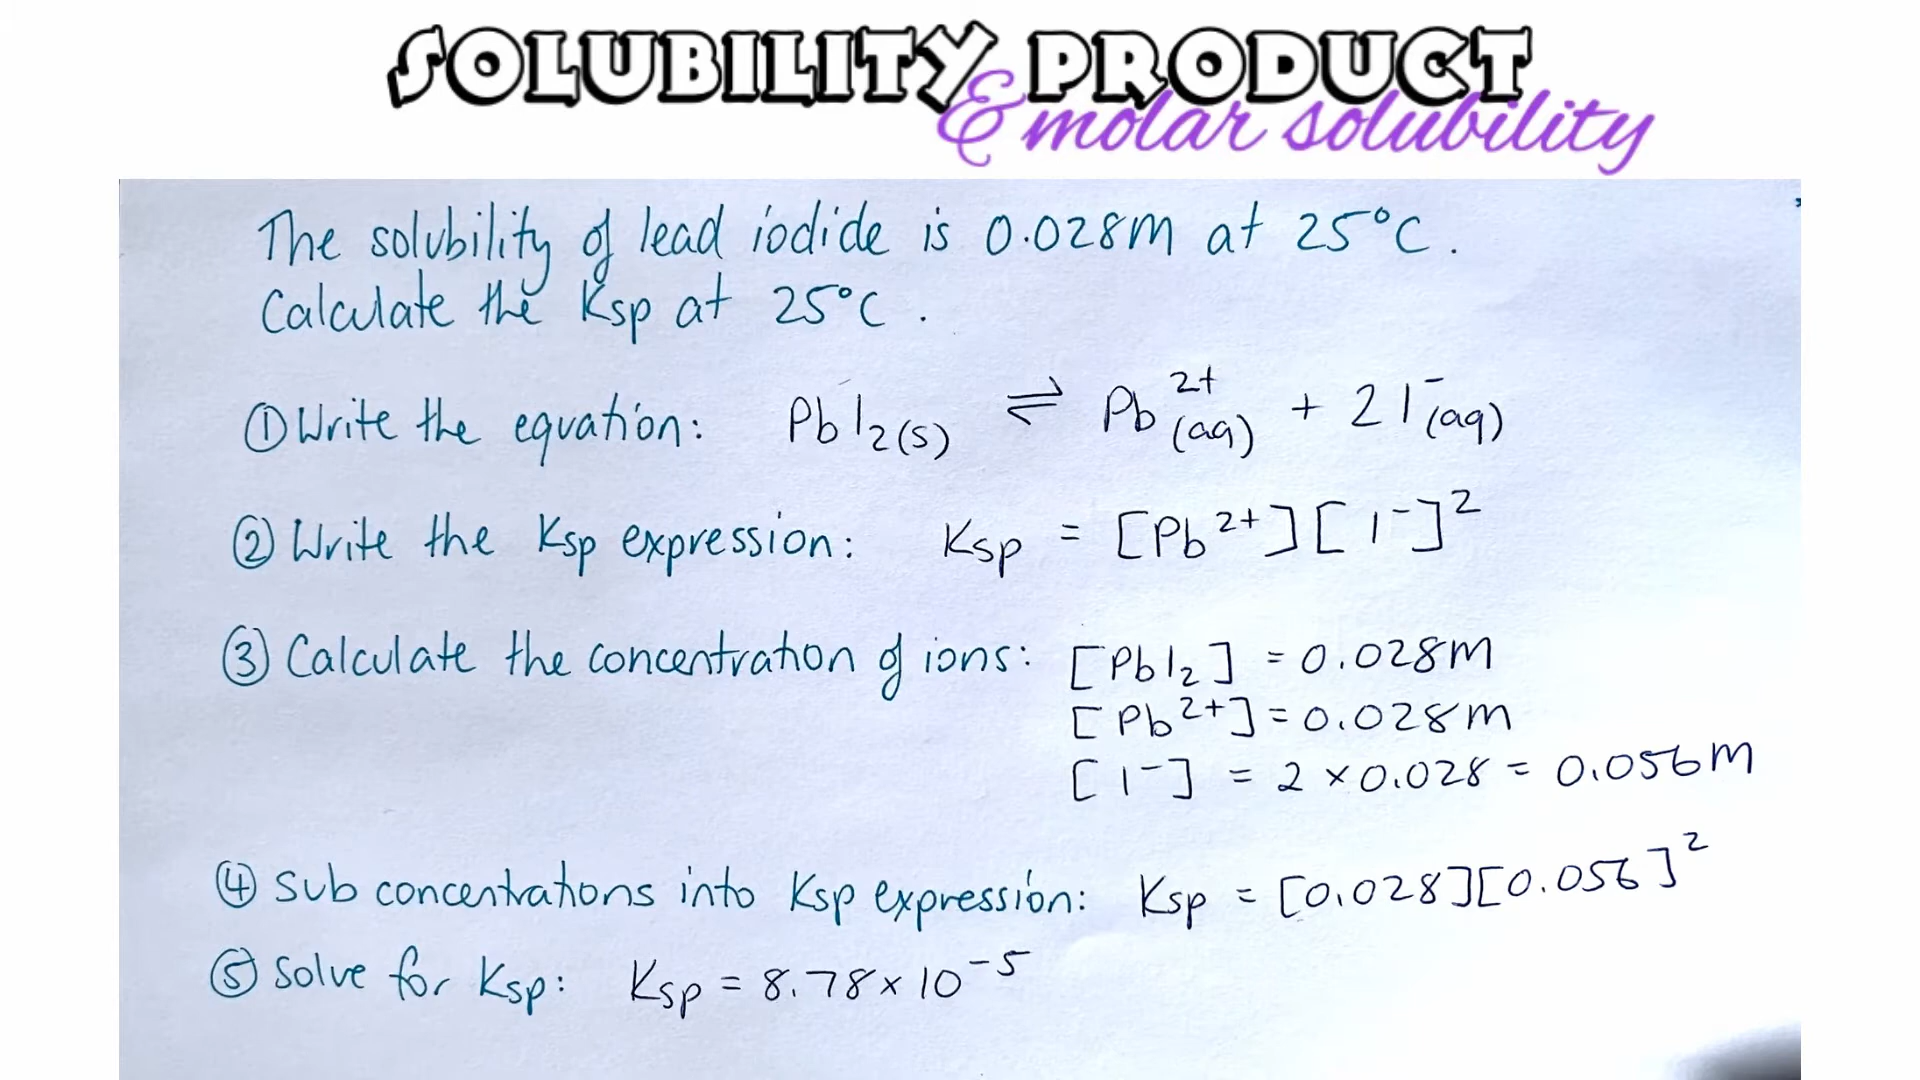 SOLUBILITY PRODUCT
& molar solubility
The solubility of lead iodide is 0.028M at 25°C.
Calculate the Ksp at 25°C.
① Write the equation: PbI₂(s) ⇌ Pb²⁺(aq) + 2I⁻(aq)
② Write the Ksp expression: Ksp = [Pb²⁺][I⁻]²
③ Calculate the concentration of ions: [PbI₂] = 0.028M
[Pb²⁺] = 0.028M
[I⁻] = 2 × 0.028 = 0.056M
④ Sub concentrations into Ksp expression: Ksp = [0.028][0.056]²
⑤ Solve for Ksp: Ksp = 8.78 × 10⁻⁵